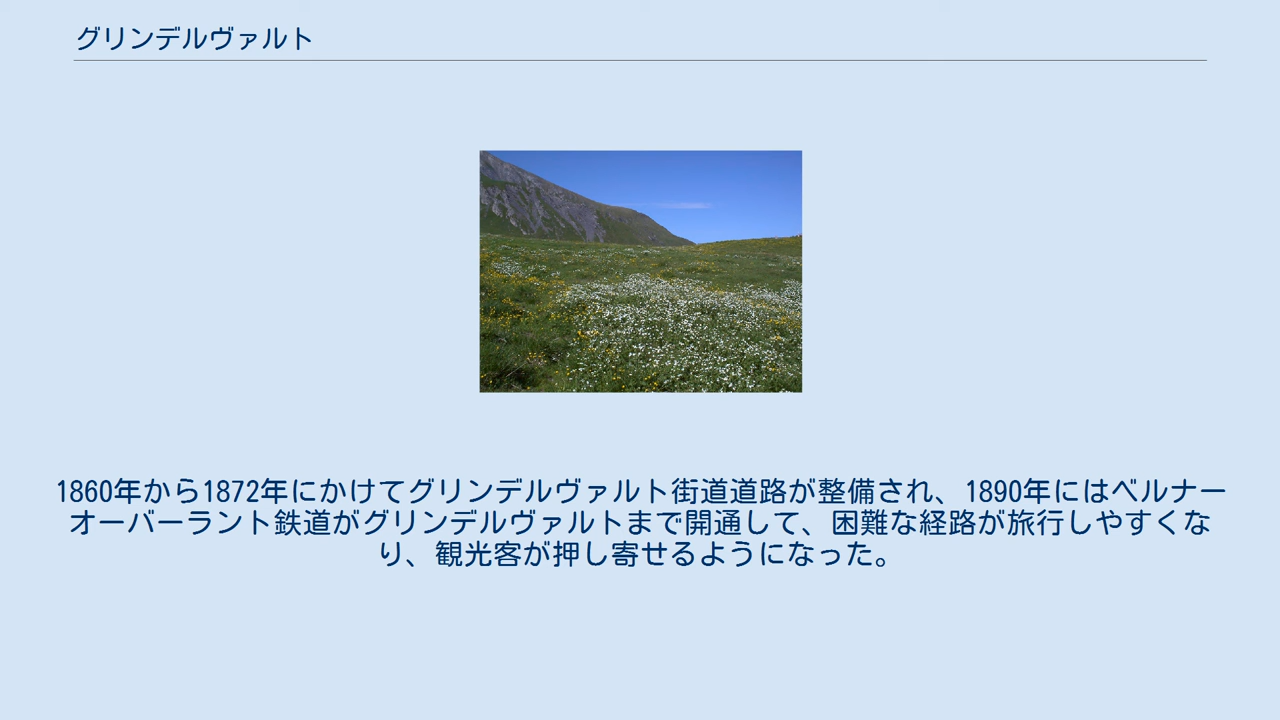 グリンデルヴァルト
1860年から1872年にかけてグリンデルヴァルト街道道路が整備され、1890年にはベルナー
オーバーラント鉄道がグリンデルヴァルトまで開通して、困難な経路が旅行しやすくな
り、観光客が押し寄せるようになった。